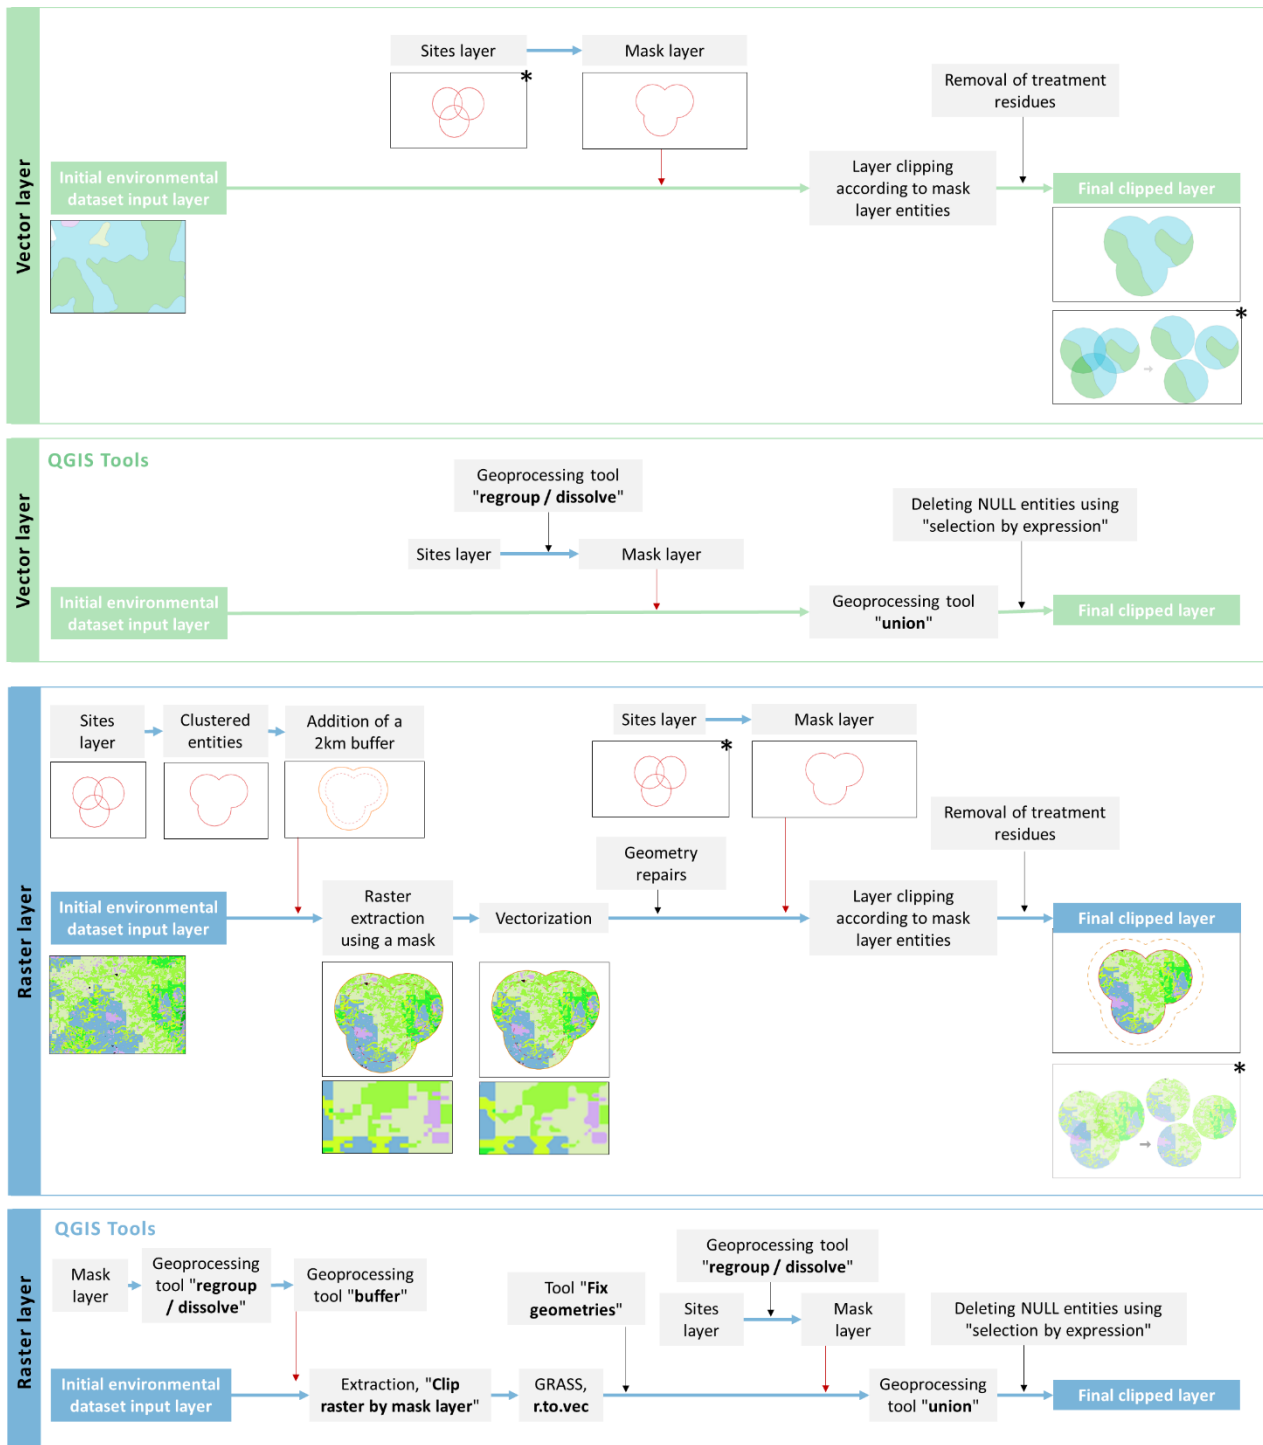 Vector layer
Sites layer
Mask layer
*
Removal of treatment
residues
Initial environmental
dataset input layer
Layer clipping
according to mask
layer entities
Final clipped layer
*
Vector layer
QGIS Tools
Geoprocessing tool
"regroup / dissolve"
Sites layer
Mask layer
Deleting NULL entities using
"selection by expression"
Initial environmental
dataset input layer
Geoprocessing tool
"union"
Final clipped layer
Raster layer
Sites
layer
Clustered
entities
Addition of a
2km buffer
Sites layer
Mask layer
*
Geometry
repairs
Removal of treatment
residues
Initial environmental
dataset input layer
Raster
extraction
using a mask
Vectorization
Layer clipping
according to mask
layer entities
Final clipped layer
*
Raster layer
QGIS Tools
Mask
layer
Geoprocessing
tool "regroup
/ dissolve"
Geoprocessing
tool "buffer"
Tool "Fix
geometries"
Geoprocessing tool
"regroup / dissolve"
Sites
layer
Mask
layer
Deleting NULL entities using
"selection by expression"
Initial environmental
dataset input layer
Extraction, "Clip
raster by mask layer"
GRASS,
r.to.vec
Geoprocessing
tool "union"
Final clipped layer